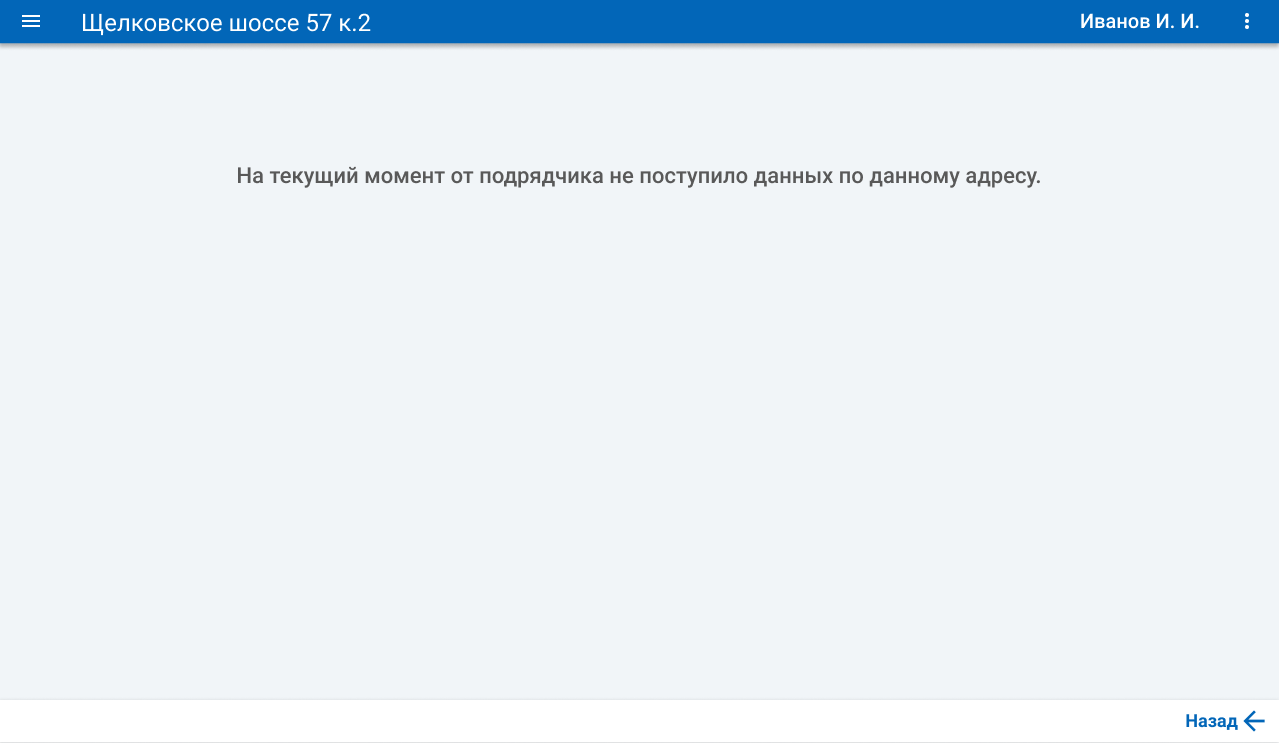 Щелковское шоссе 57 к.2
Иванов И. И.
На текущий момент от подрядчика не поступило данных по данному адресу.
Назад